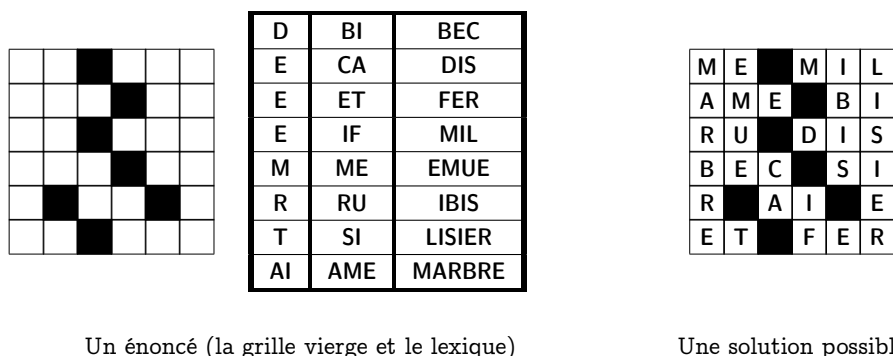 D BI BEC
E CA DIS
E ET FER
E IF MIL
M ME EMUE
R RU IBIS
T SI LISIER
AI AME MARBRE
M E M I L
A M E B I
R U D I S
B E C S I
R A I E
E T F E R
Un énoncé (la grille vierge et le lexique)
Une solution possibl